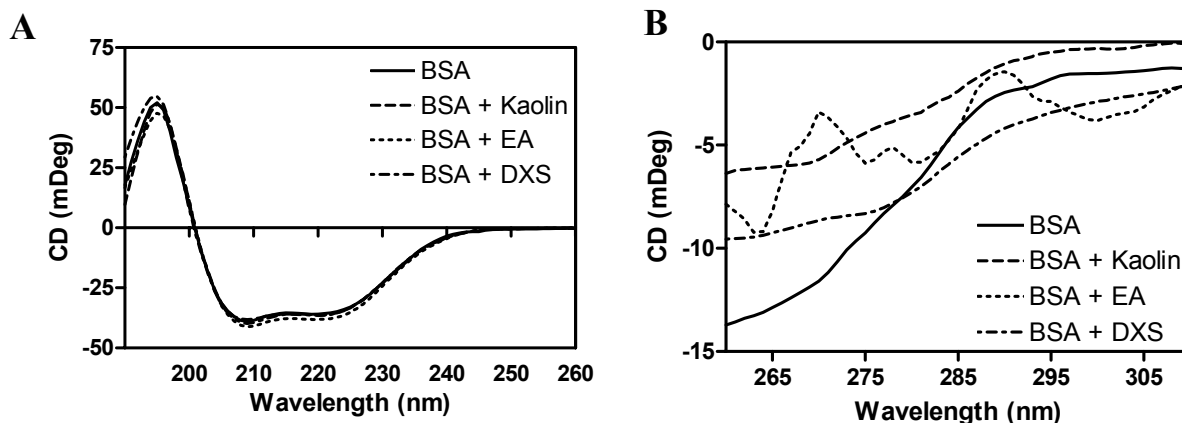 A
75
50
25
0
-25
-50
CD (mDeg)
200 210 220 230 240 250 260
Wavelength (nm)
BSA
BSA + Kaolin
BSA + EA
BSA + DXS
B
0
-5
-10
-15
CD (mDeg)
265 275 285 295 305
Wavelength (nm)
BSA
BSA + Kaolin
BSA + EA
BSA + DXS